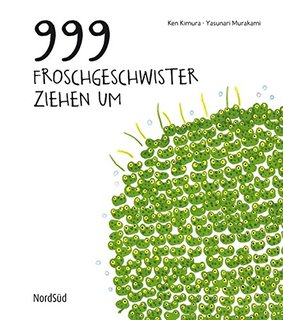 Ken Kimura · Yasunari Murakami
999
FROSCHGESCHWISTER
ZIEHEN UM
NordSüd